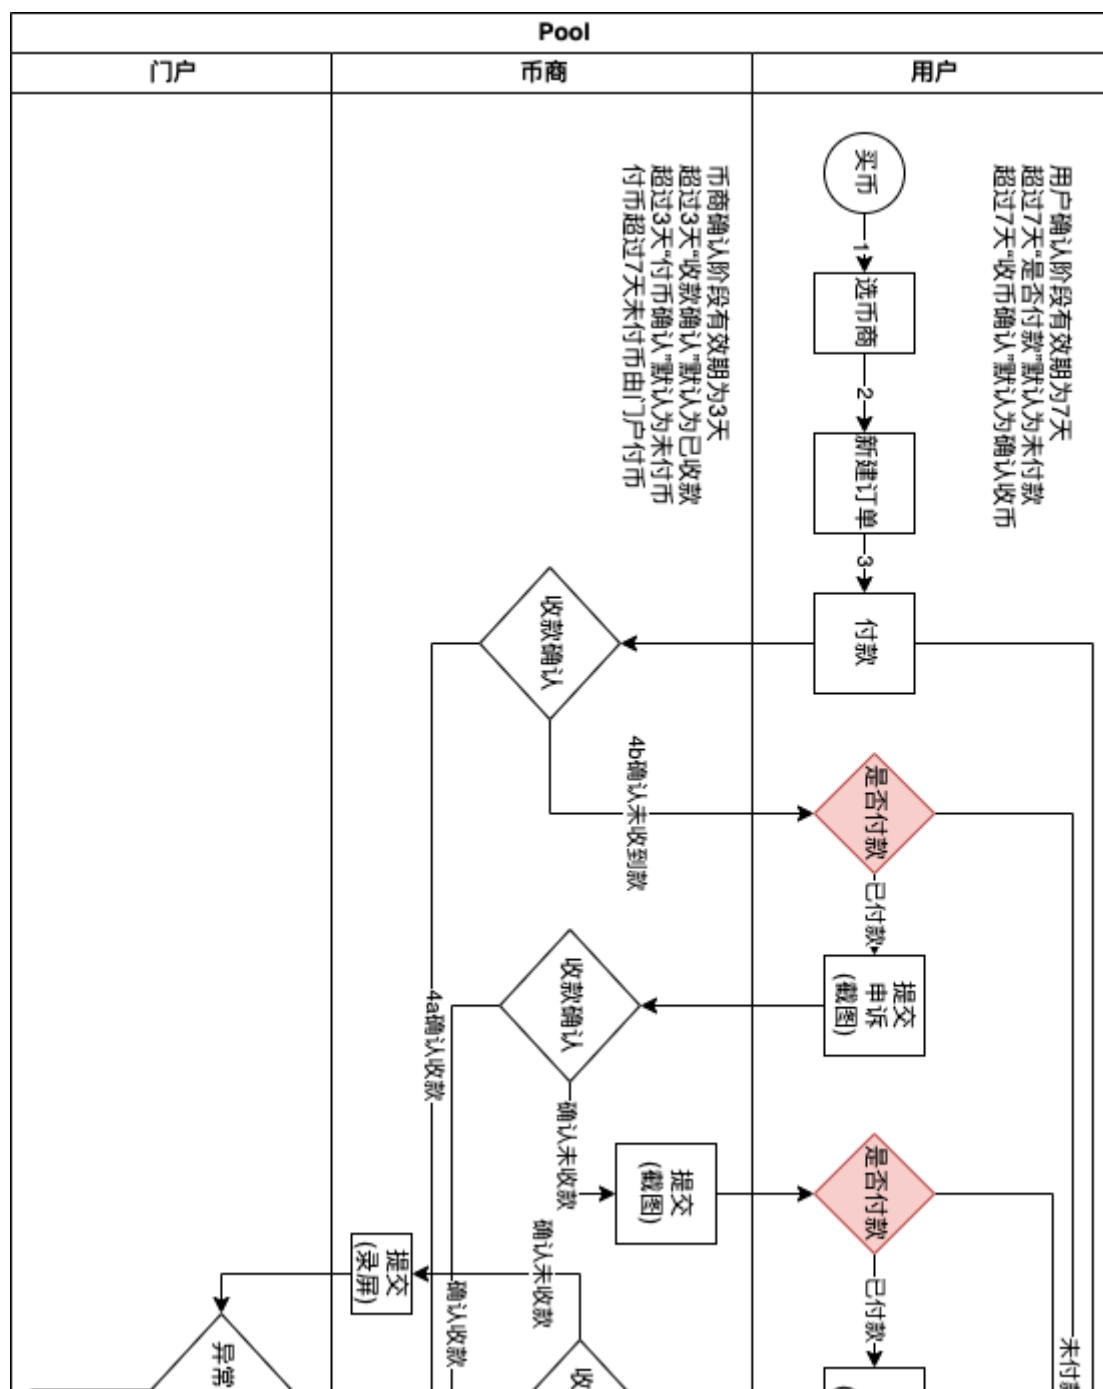 Pool
门户
币商
用户
用户确认阶段有效期为7天
超过7天“是否付款”默认为未付款
超过7天“收币确认”默认为确认收币
币商确认阶段有效期为3天
超过3天“收款确认”默认为已收款
超过3天“付币确认”默认为未付币
付币超过7天未付币由门户付币
买币
1
选币商
2
新建订单
3
付款
收款确认
4b确认未收到款
是否付款
已付款
提交
申诉
(截图)
收款确认
4a确认收款
确认未收款
提交
(截图)
是否付款
已付款
确认未收款
提交
(录屏)
确认收款
异常
收
未付款
(